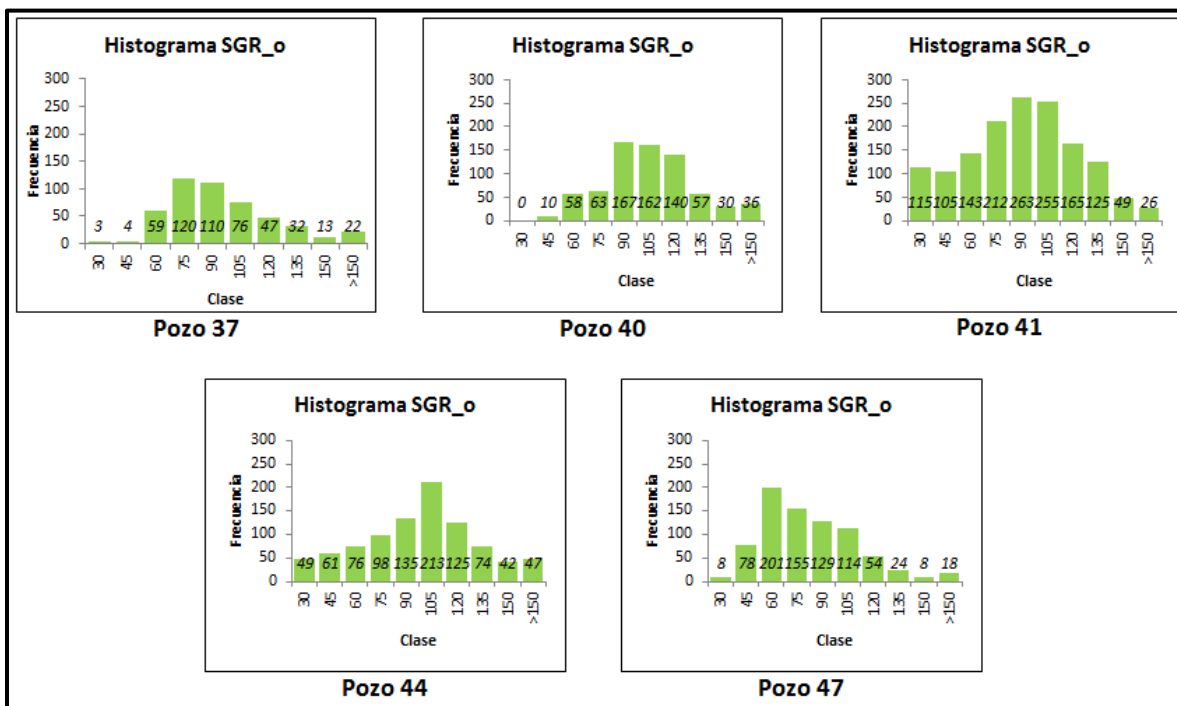 Histograma SGR_o
Frecuencia
300
250
200
150
100
50
0
3 4 59 120 110 76 47 32 13 22
30 45 60 75 90 105 120 135 150 >150
Clase
Pozo 37
Histograma SGR_o
Frecuencia
300
250
200
150
100
50
0
0 10 58 63 167 162 140 57 30 36
30 45 60 75 90 105 120 135 150 >150
Clase
Pozo 40
Histograma SGR_o
Frecuencia
300
250
200
150
100
50
0
115 105 143 212 263 255 165 125 49 26
30 45 60 75 90 105 120 135 150 >150
Clase
Pozo 41
Histograma SGR_o
Frecuencia
300
250
200
150
100
50
0
49 61 76 98 135 213 125 74 42 47
30 45 60 75 90 105 120 135 150 >150
Clase
Pozo 44
Histograma SGR_o
Frecuencia
300
250
200
150
100
50
0
8 78 201 155 129 114 54 24 8 18
30 45 60 75 90 105 120 135 150 >150
Clase
Pozo 47